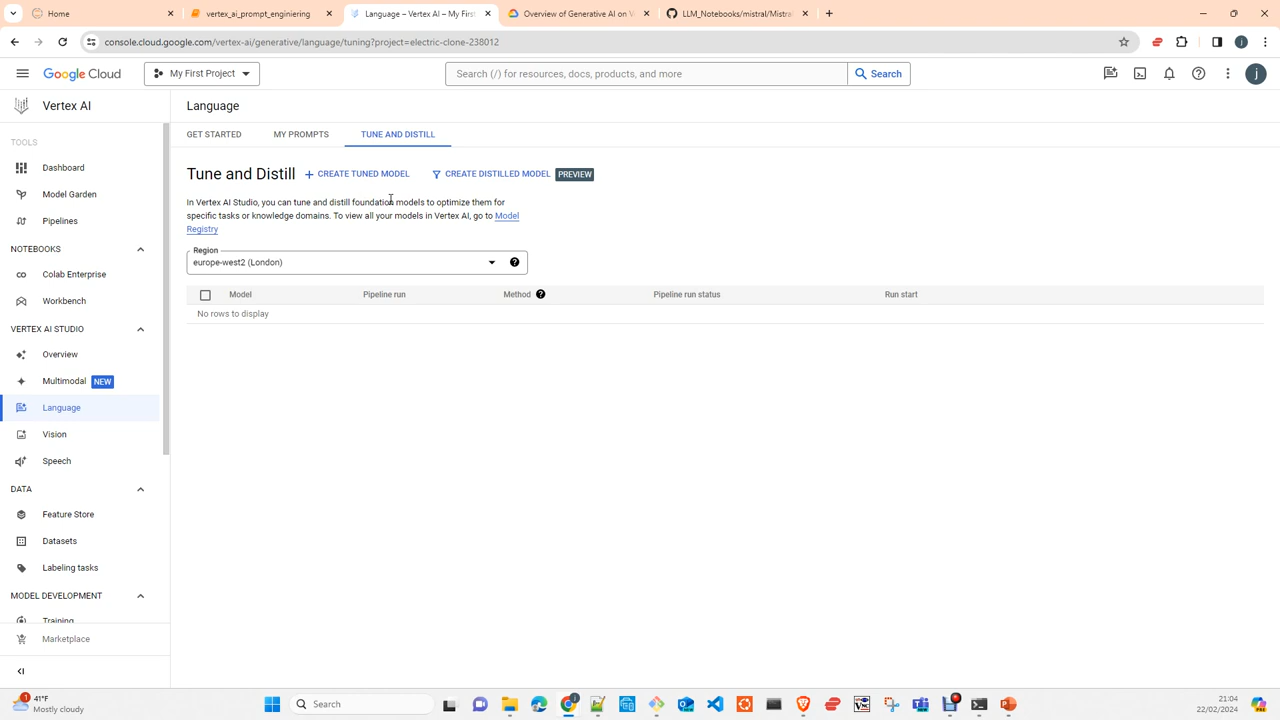 Home
vertex_ai_prompt_enginiering
Language – Vertex AI – My First
Overview of Generative AI on V
LLM_Notebooks/mistral/Mistral
console.cloud.google.com/vertex-ai/generative/language/tuning?project=electric-clone-238012
Google Cloud
My First Project
Search (/) for resources, docs, products, and more
Search
j
Vertex AI
Language
TOOLS
Dashboard
Model Garden
Pipelines
NOTEBOOKS
Colab Enterprise
Workbench
VERTEX AI STUDIO
Overview
Multimodal NEW
Language
Vision
Speech
DATA
Feature Store
Datasets
Labeling tasks
MODEL DEVELOPMENT
Training
Marketplace
GET STARTED
MY PROMPTS
TUNE AND DISTILL
Tune and Distill
CREATE TUNED MODEL
CREATE DISTILLED MODEL PREVIEW
In Vertex AI Studio, you can tune and distill foundation models to optimize them for
specific tasks or knowledge domains. To view all your models in Vertex AI, go to Model
Registry
Region
europe-west2 (London)
Model
Pipeline run
Method
Pipeline run status
Run start
No rows to display
1
41°F
Mostly cloudy
Search
21:04
22/02/2024